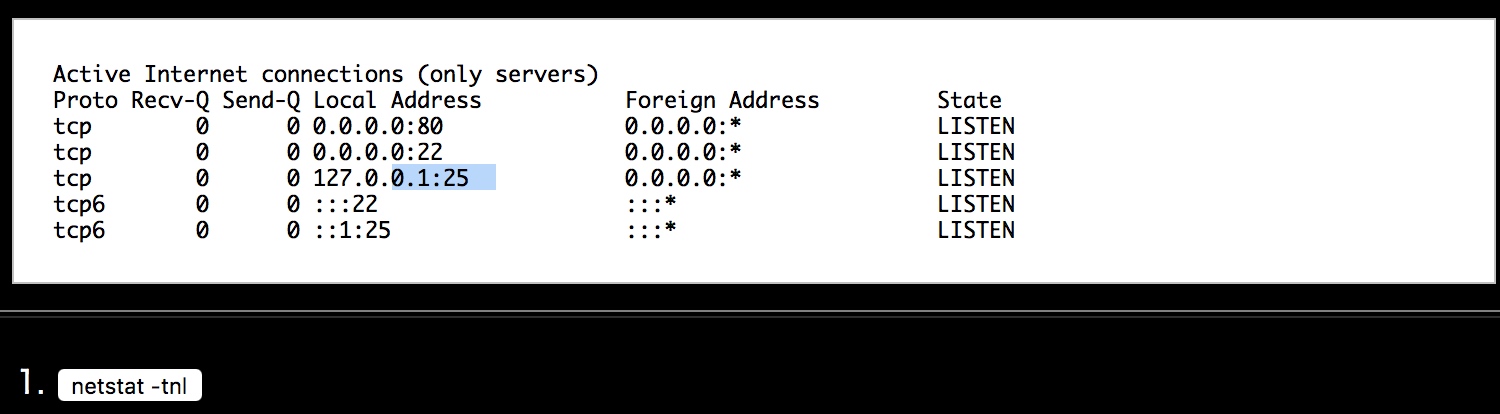 Active Internet connections (only servers)
Proto Recv-Q Send-Q Local Address           Foreign Address         State
tcp        0      0 0.0.0.0:80              0.0.0.0:*               LISTEN
tcp        0      0 0.0.0.0:22              0.0.0.0:*               LISTEN
tcp        0      0 127.0.0.1:25            0.0.0.0:*               LISTEN
tcp6       0      0 :::22                   :::*                    LISTEN
tcp6       0      0 ::1:25                  :::*                    LISTEN
1. netstat -tnl